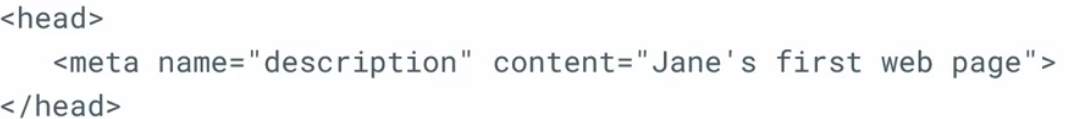 <head>
   <meta name="description" content="Jane's first web page">
</head>